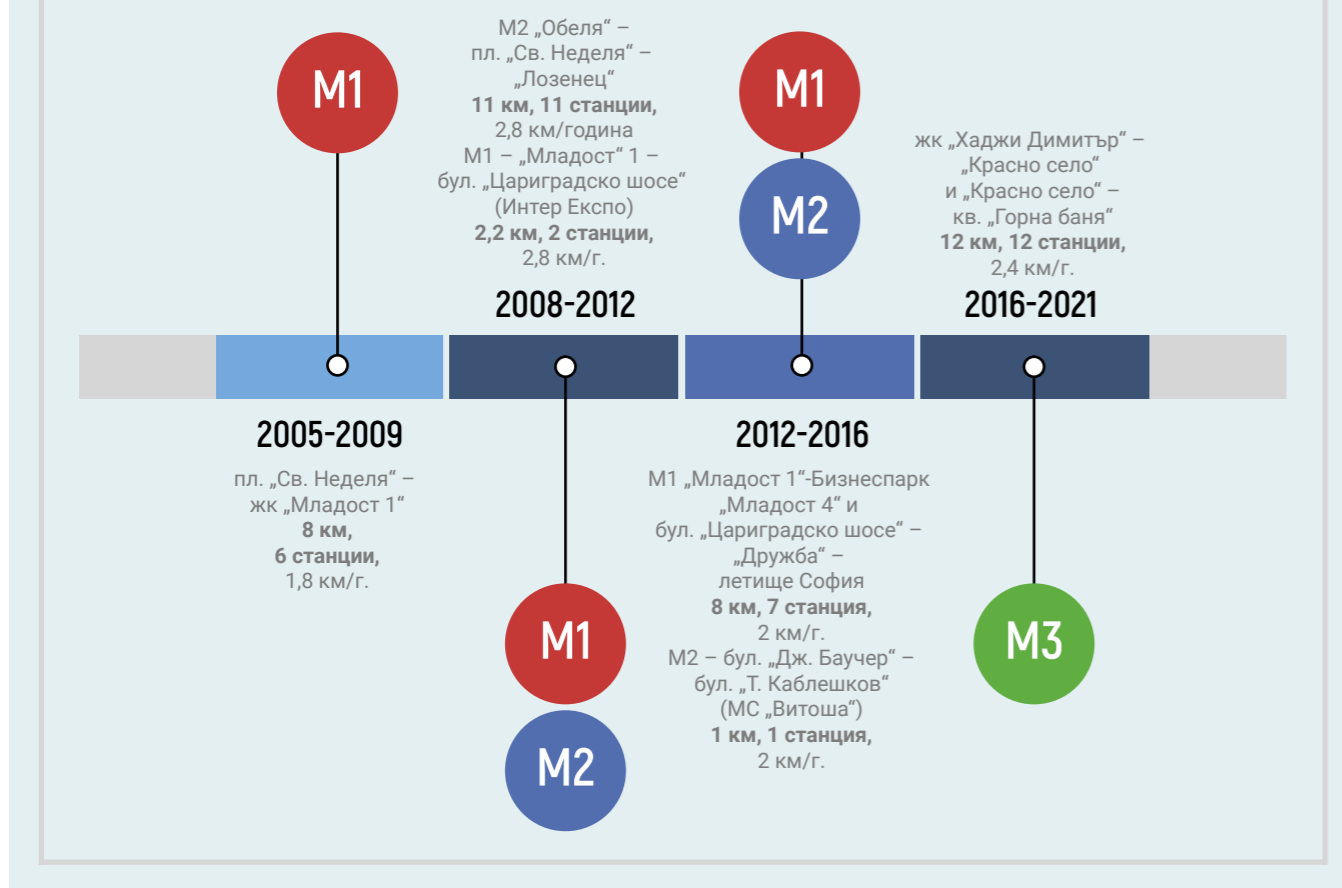 M1
2005-2009
пл. „Св. Неделя“ –
жк „Младост 1“
8 км,
6 станции,
1,8 км/г.
М2 „Обеля“ –
пл. „Св. Неделя“ –
„Лозенец“
11 км, 11 станции,
2,8 км/година
М1 – „Младост“ 1 –
бул. „Цариградско шосе“
(Интер Експо)
2,2 км, 2 станции,
2,8 км/г.
2008-2012
M1
M2
M1
M2
2012-2016
М1 „Младост 1“-Бизнеспарк
„Младост 4“ и
бул. „Цариградско шосе“ –
„Дружба“ –
летище София
8 км, 7 станция,
2 км/г.
М2 – бул. „Дж. Баучер“ –
бул. „Т. Каблешков“
(МС „Витоша“)
1 км, 1 станция,
2 км/г.
жк „Хаджи Димитър“ –
„Красно село“
и „Красно село“ –
кв. „Горна баня“
12 км, 12 станции,
2,4 км/г.
2016-2021
M3